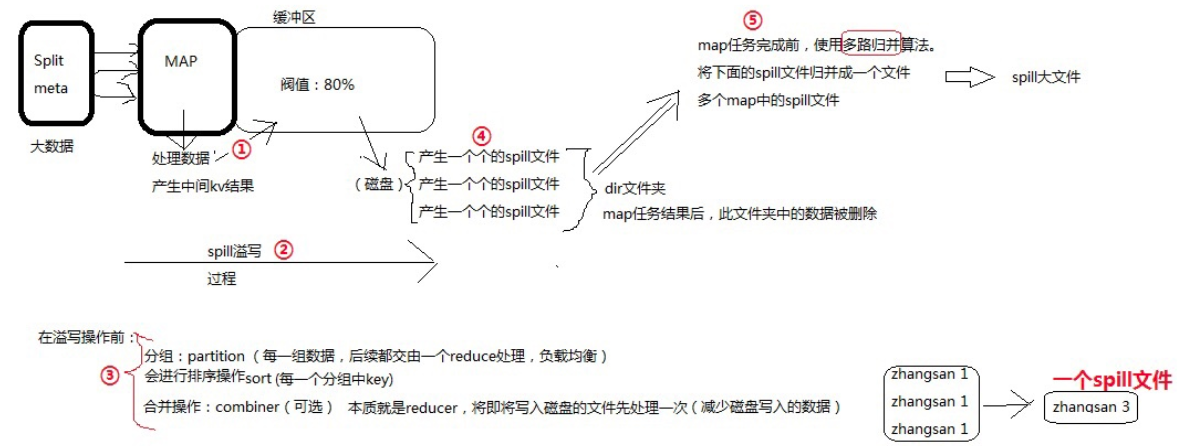 缓冲区
Split
meta
MAP
阀值：80%
大数据
处理数据
①
产生中间kv结果
（磁盘）
④
产生一个个的spill文件
产生一个个的spill文件
产生一个个的spill文件
dir文件夹
map任务结果后，此文件夹中的数据被删除
⑤
map任务完成前，使用多路归并算法。
将下面的spill文件归并成一个文件
多个map中的spill文件
spill大文件
spill溢写
②
过程
在溢写操作前：
③
分组：partition （每一组数据，后续都交由一个reduce处理，负载均衡）
会进行排序操作sort (每一个分组中key)
合并操作：combiner（可选） 本质就是reducer，将即将写入磁盘的文件先处理一次（减少磁盘写入的数据）
zhangsan 1
zhangsan 1
zhangsan 1
一个spill文件
zhangsan 3